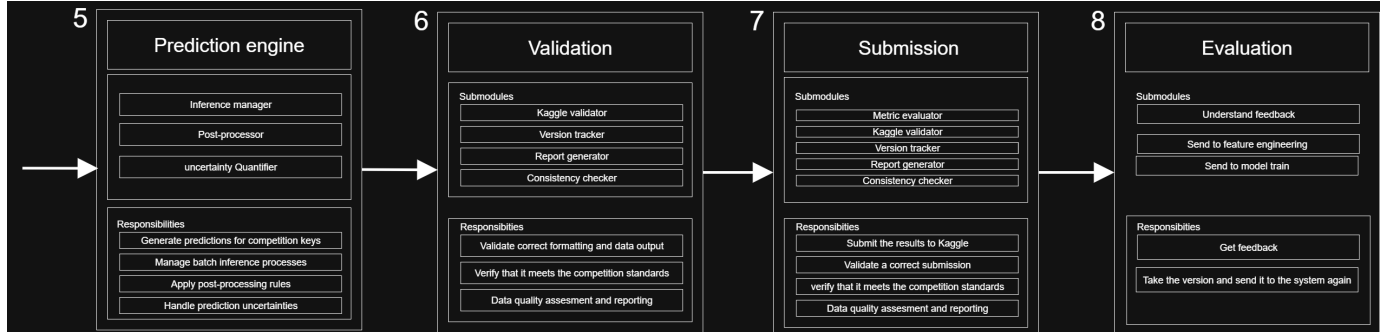 5
Prediction engine
Inference manager
Post-processor
uncertainty Quantifier
Responsibilities
Generate predictions for competition keys
Manage batch inference processes
Apply post-processing rules
Handle prediction uncertainties
6
Validation
Submodules
Kaggle validator
Version tracker
Report generator
Consistency checker
Responsibities
Validate correct formatting and data output
Verify that it meets the competition standards
Data quality assesment and reporting
7
Submission
Submodules
Metric evaluator
Kaggle validator
Version tracker
Report generator
Consistency checker
Responsibities
Submit the results to Kaggle
Validate a correct submission
verify that it meets the competition standards
Data quality assesment and reporting
8
Evaluation
Submodules
Understand feedback
Send to feature engineering
Send to model train
Responsibities
Get feedback
Take the version and send it to the system again